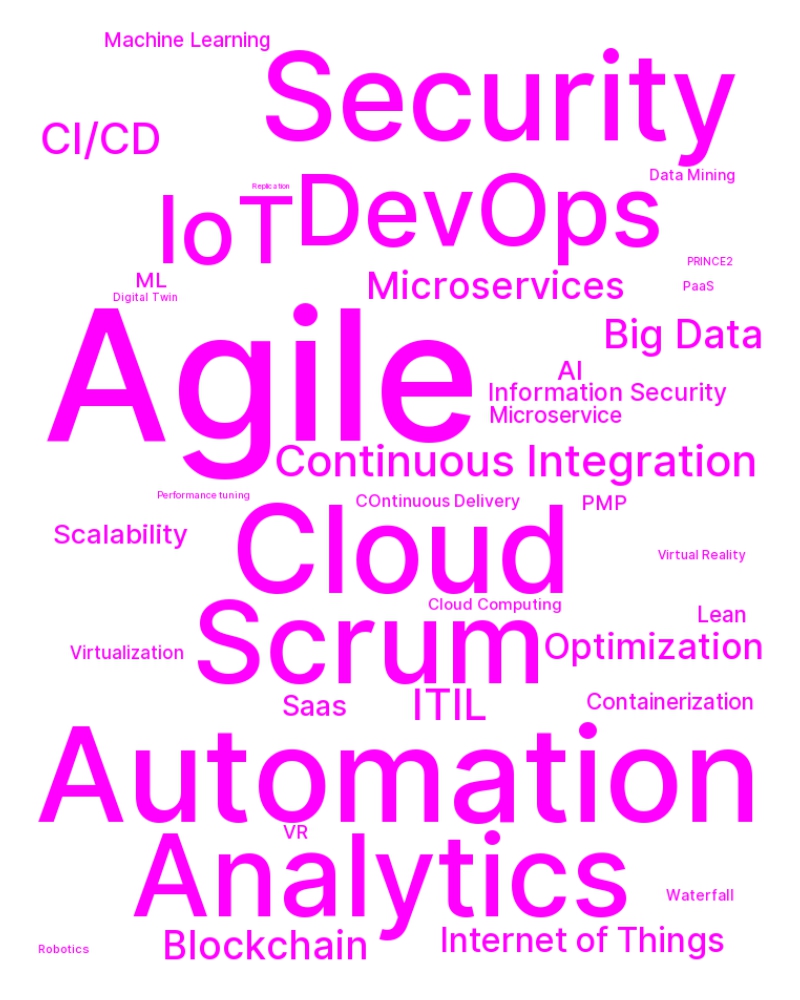 Machine Learning
Security
CI/CD
Data Mining
Replication
IoT
DevOps
PRINCE2
ML
Microservices
PaaS
Digital Twin
Agile
Big Data
AI
Information Security
Microservice
Continuous Integration
Performance tuning
COntinuous Delivery
PMP
Scalability
Cloud
Virtual Reality
Cloud Computing
Lean
Scrum
Optimization
Virtualization
Saas
ITIL
Containerization
Automation
VR
Analytics
Waterfall
Blockchain
Internet of Things
Robotics